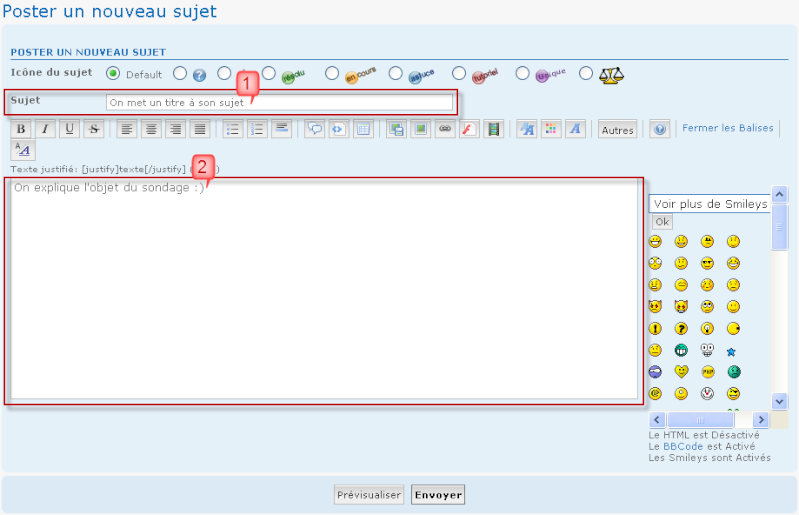 Poster un nouveau sujet
POSTER UN NOUVEAU SUJET
Icône du sujet Default ? résolu en cours astuce tutoriel unique
1
Sujet On met un titre à son sujet
B I U S Autres Fermer les Balises
A A
Texte justifié: [justify]texte[/justify]
2
On explique l'objet du sondage :)
Voir plus de Smileys
Ok
PHP
Le HTML est Désactivé
Le BBCode est Activé
Les Smileys sont Activés
Prévisualiser Envoyer